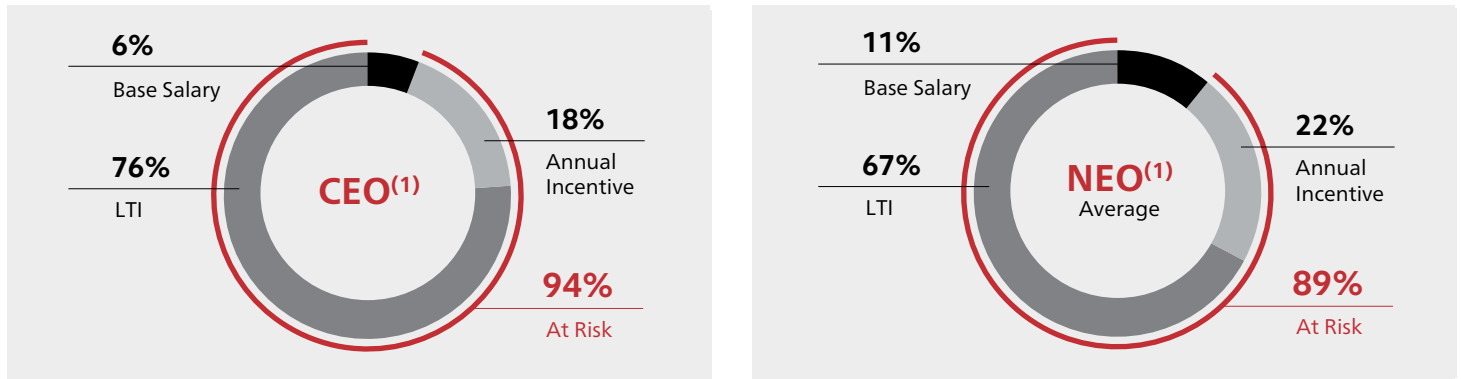 6%
Base Salary
18%
Annual
Incentive
76%
LTI
CEO(1)
94%
At Risk
11%
Base Salary
22%
Annual
Incentive
67%
LTI
NEO(1)
Average
89%
At Risk